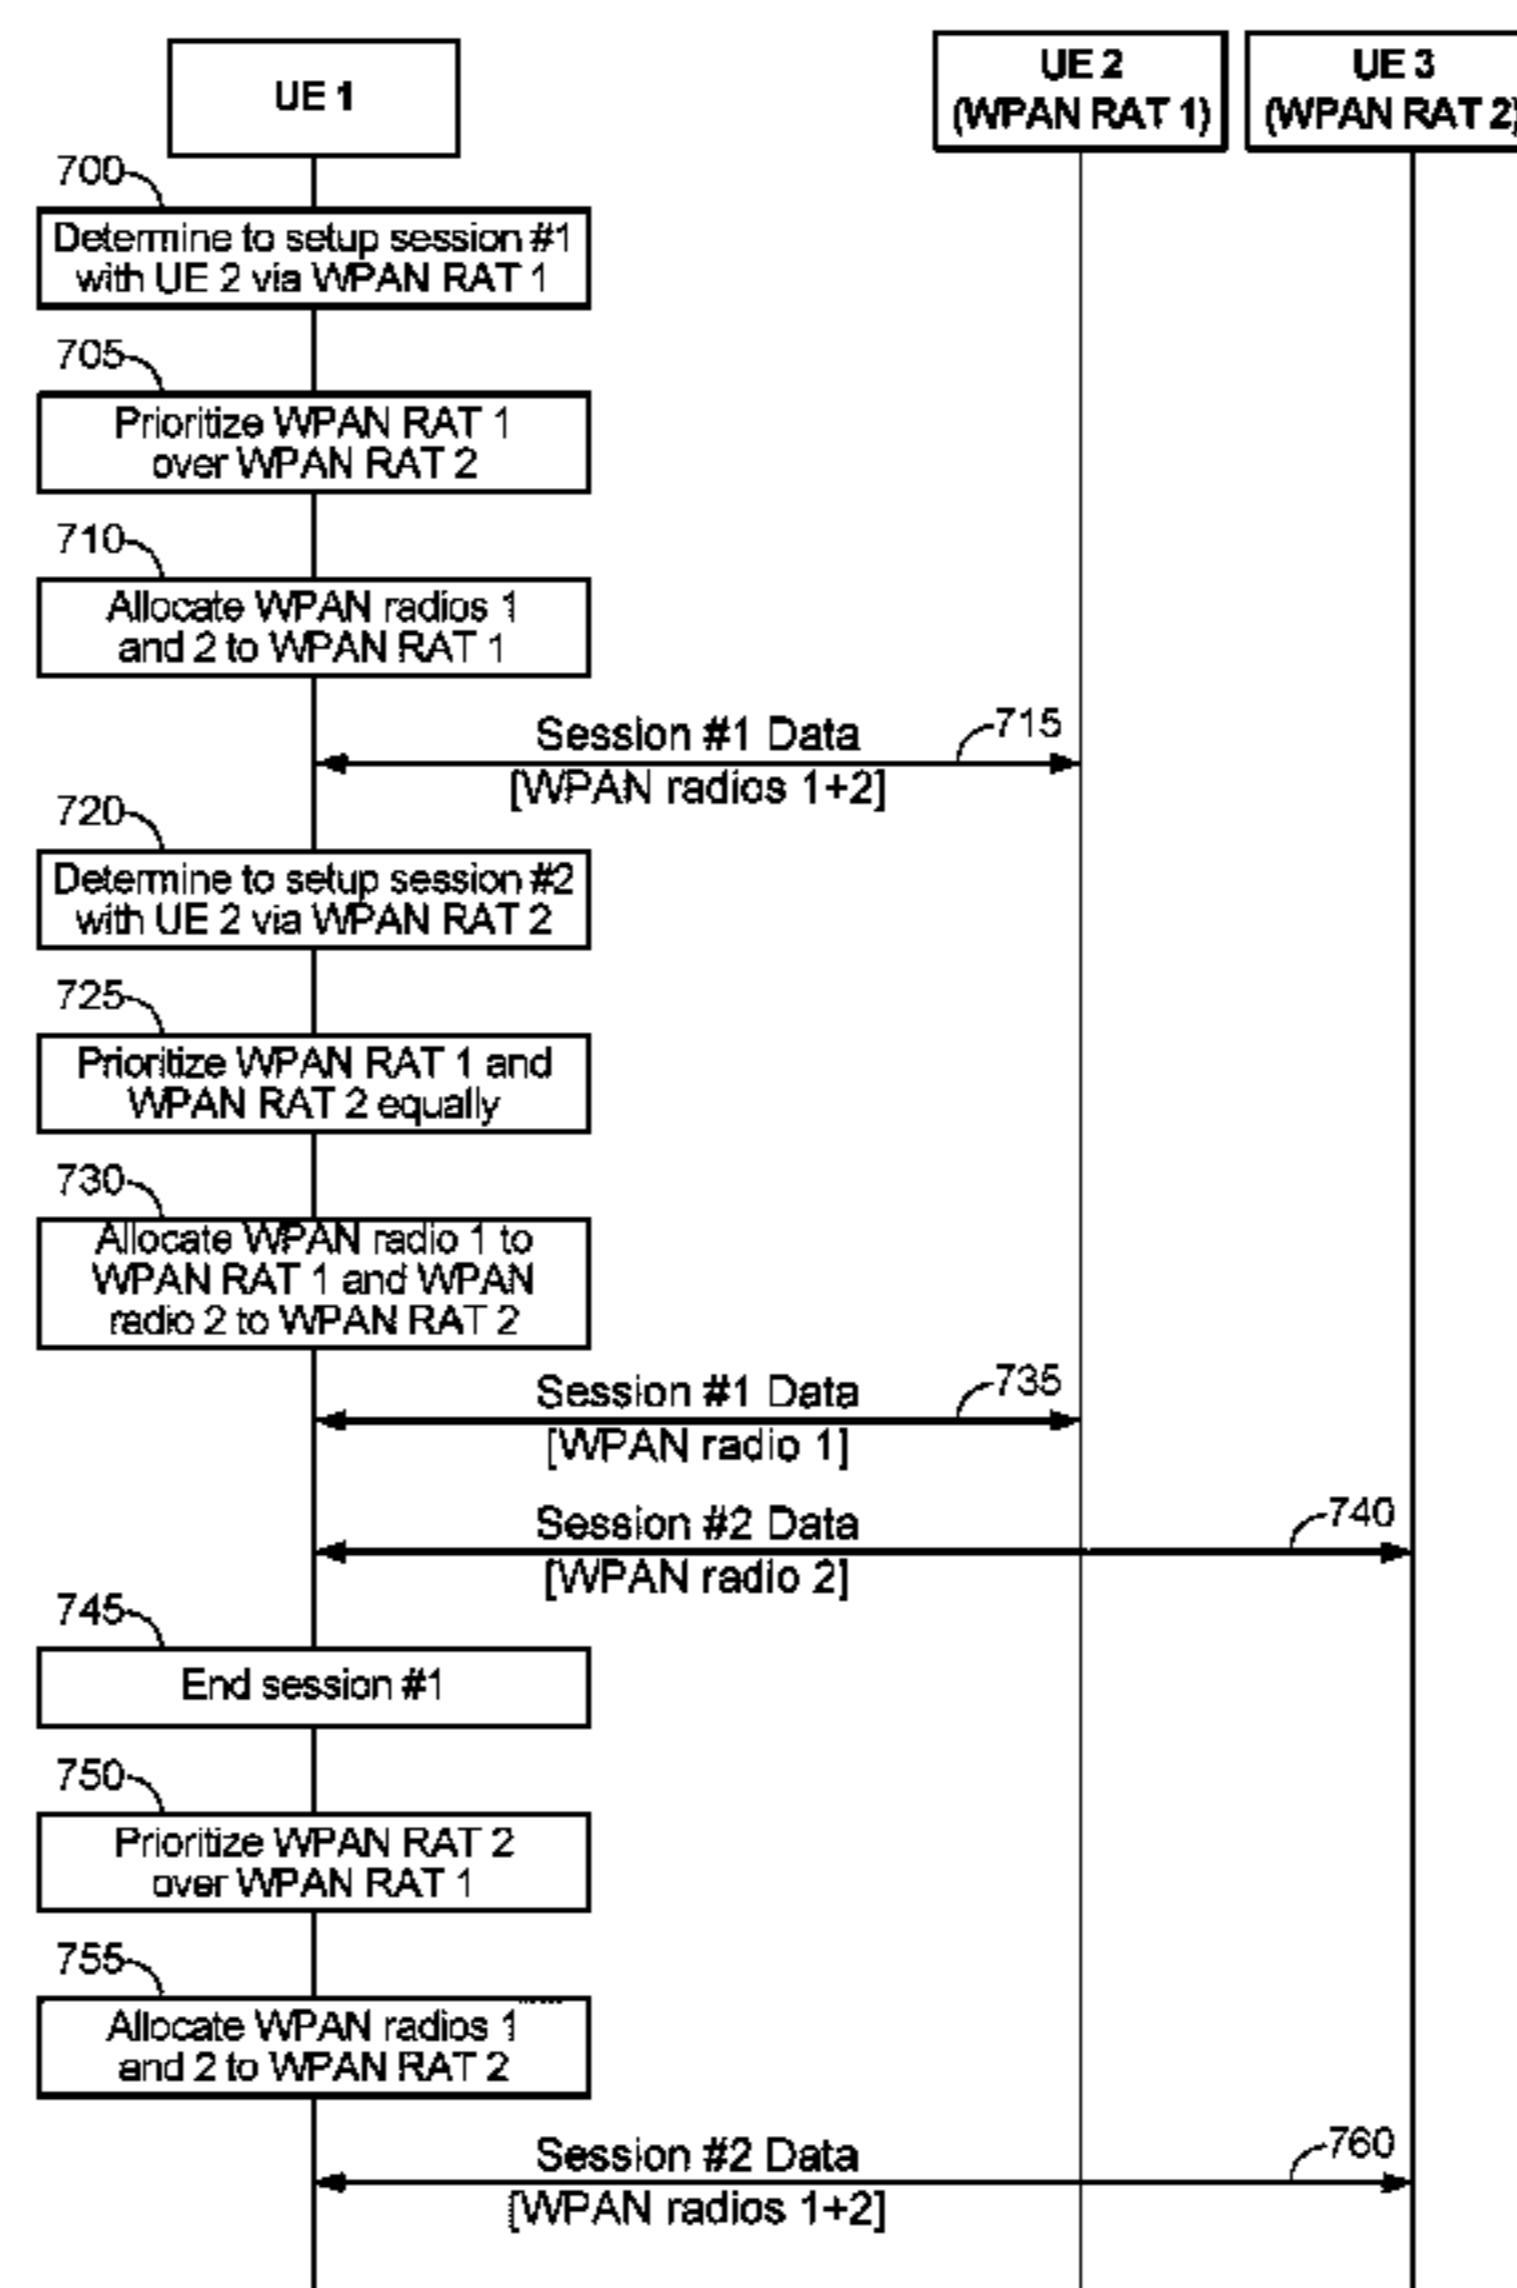 UE 1
UE 2
(WPAN RAT 1)
UE 3
(WPAN RAT 2)
700
Determine to setup session #1
with UE 2 via WPAN RAT 1
705
Prioritize WPAN RAT 1
over WPAN RAT 2
710
Allocate WPAN radios 1
and 2 to WPAN RAT 1
715
Session #1 Data
[WPAN radios 1+2]
720
Determine to setup session #2
with UE 2 via WPAN RAT 2
725
Prioritize WPAN RAT 1 and
WPAN RAT 2 equally
730
Allocate WPAN radio 1 to
WPAN RAT 1 and WPAN
radio 2 to WPAN RAT 2
735
Session #1 Data
[WPAN radio 1]
740
Session #2 Data
[WPAN radio 2]
745
End session #1
750
Prioritize WPAN RAT 2
over WPAN RAT 1
755
Allocate WPAN radios 1
and 2 to WPAN RAT 2
760
Session #2 Data
[WPAN radios 1+2]